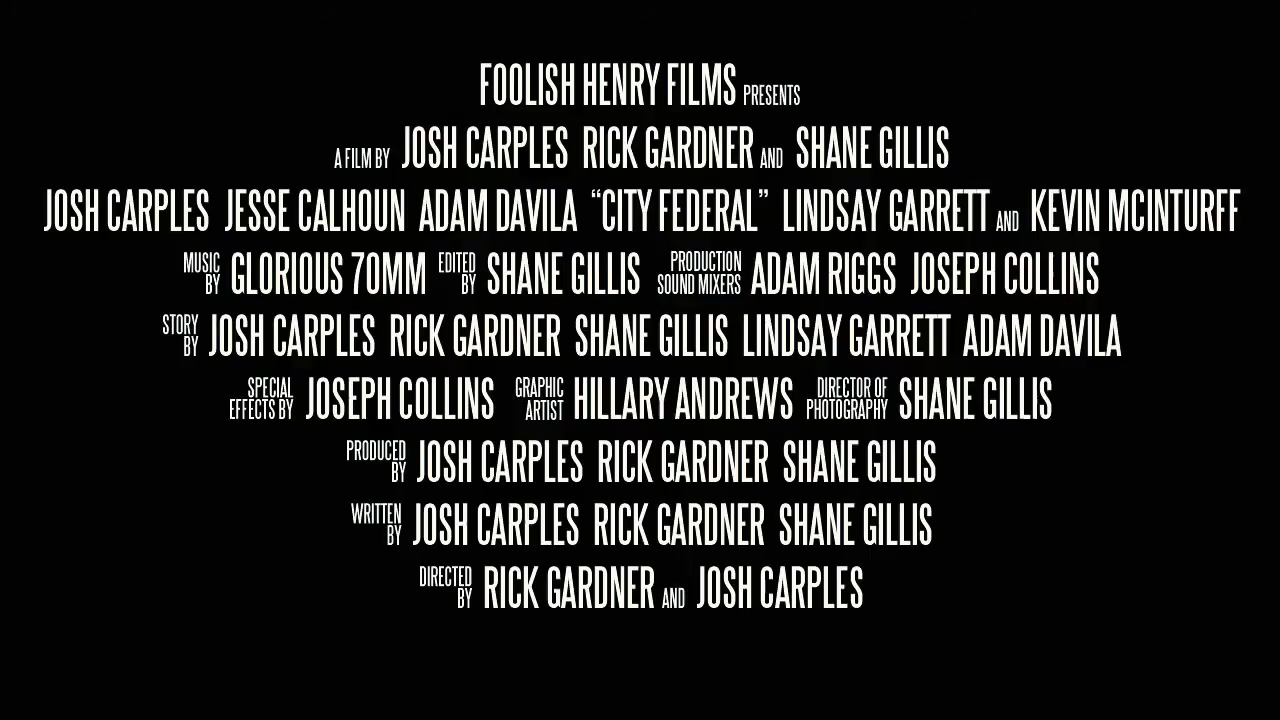 FOOLISH HENRY FILMS PRESENTS
A FILM BY JOSH CARPLES RICK GARDNER AND SHANE GILLIS
JOSH CARPLES JESSE CALHOUN ADAM DAVILA “CITY FEDERAL” LINDSAY GARRETT AND KEVIN MCINTURFF
MUSIC BY GLORIOUS 70MM EDITED BY SHANE GILLIS PRODUCTION SOUND MIXERS ADAM RIGGS JOSEPH COLLINS
STORY BY JOSH CARPLES RICK GARDNER SHANE GILLIS LINDSAY GARRETT ADAM DAVILA
SPECIAL EFFECTS BY JOSEPH COLLINS GRAPHIC ARTIST HILLARY ANDREWS DIRECTOR OF PHOTOGRAPHY SHANE GILLIS
PRODUCED BY JOSH CARPLES RICK GARDNER SHANE GILLIS
WRITTEN BY JOSH CARPLES RICK GARDNER SHANE GILLIS
DIRECTED BY RICK GARDNER AND JOSH CARPLES